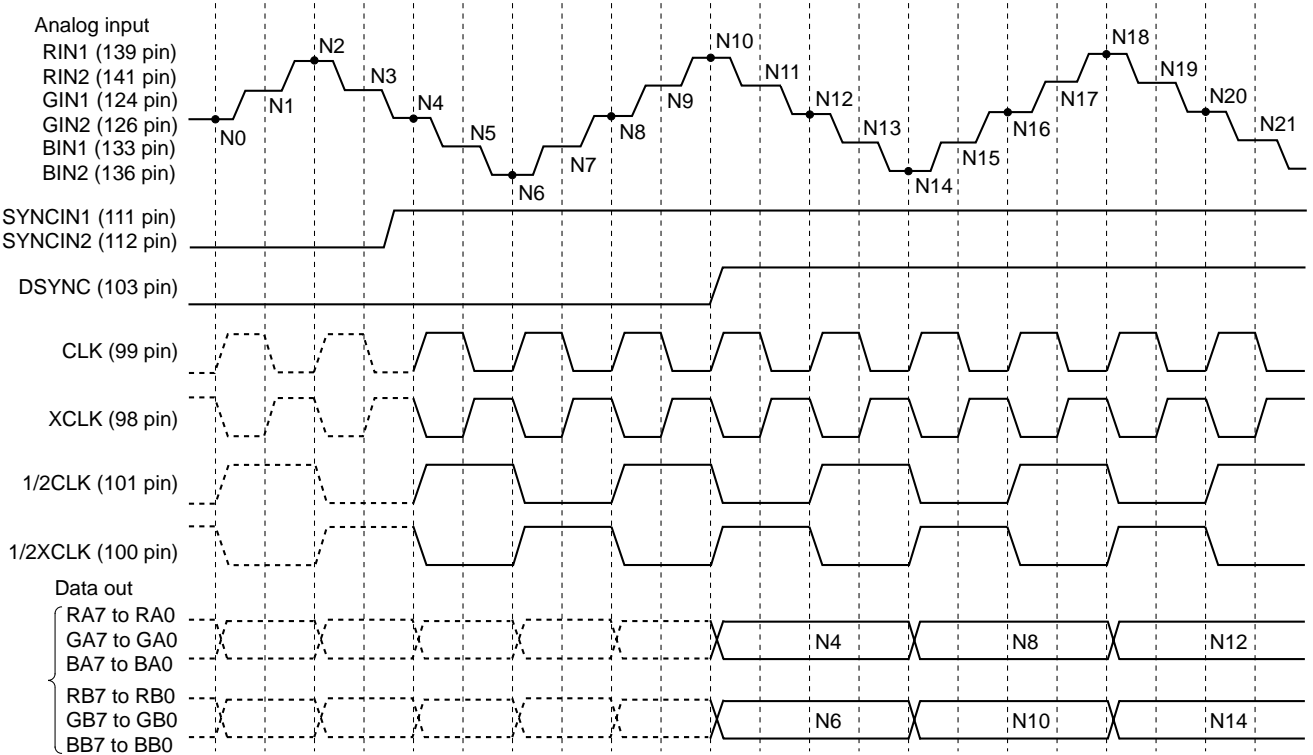 Analog input
RIN1 (139 pin)
RIN2 (141 pin)
GIN1 (124 pin)
GIN2 (126 pin)
BIN1 (133 pin)
BIN2 (136 pin)
N0
N1
N2
N3
N4
N5
N6
N7
N8
N9
N10
N11
N12
N13
N14
N15
N16
N17
N18
N19
N20
N21
SYNCIN1 (111 pin)
SYNCIN2 (112 pin)
DSYNC (103 pin)
CLK (99 pin)
XCLK (98 pin)
1/2CLK (101 pin)
1/2XCLK (100 pin)
Data out
RA7 to RA0
GA7 to GA0
BA7 to BA0
N4 N8 N12
RB7 to RB0
GB7 to GB0
BB7 to BB0
N6 N10 N14